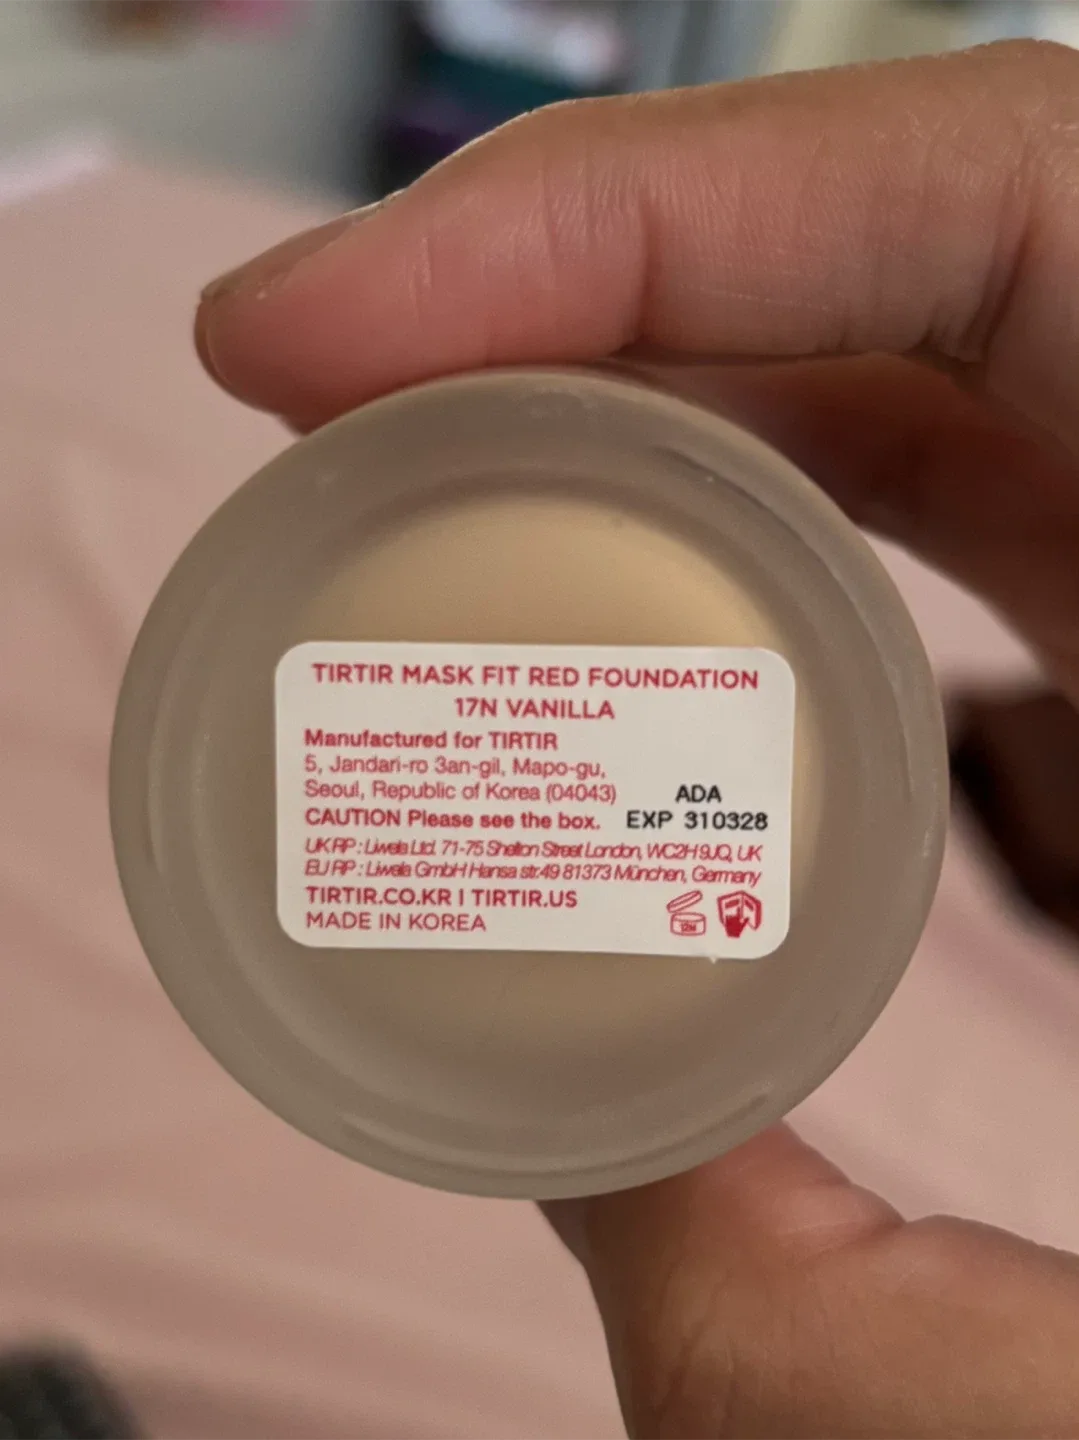 TIRTIR MASK FIT RED FOUNDATION
17N VANILLA
Manufactured for TIRTIR
5, Jandari-ro 3an-gil, Mapo-gu,
Seoul, Republic of Korea (04043)
CAUTION Please see the box.
ADA
EXP 310328
UK RP : Liwela Ltd. 71-75 Shelton Street London, WC2H 9JQ, UK
EU RP : Liwela GmbH Hansa str.49 81373 München, Germany
TIRTIR.CO.KR I TIRTIR.US
MADE IN KOREA
12M